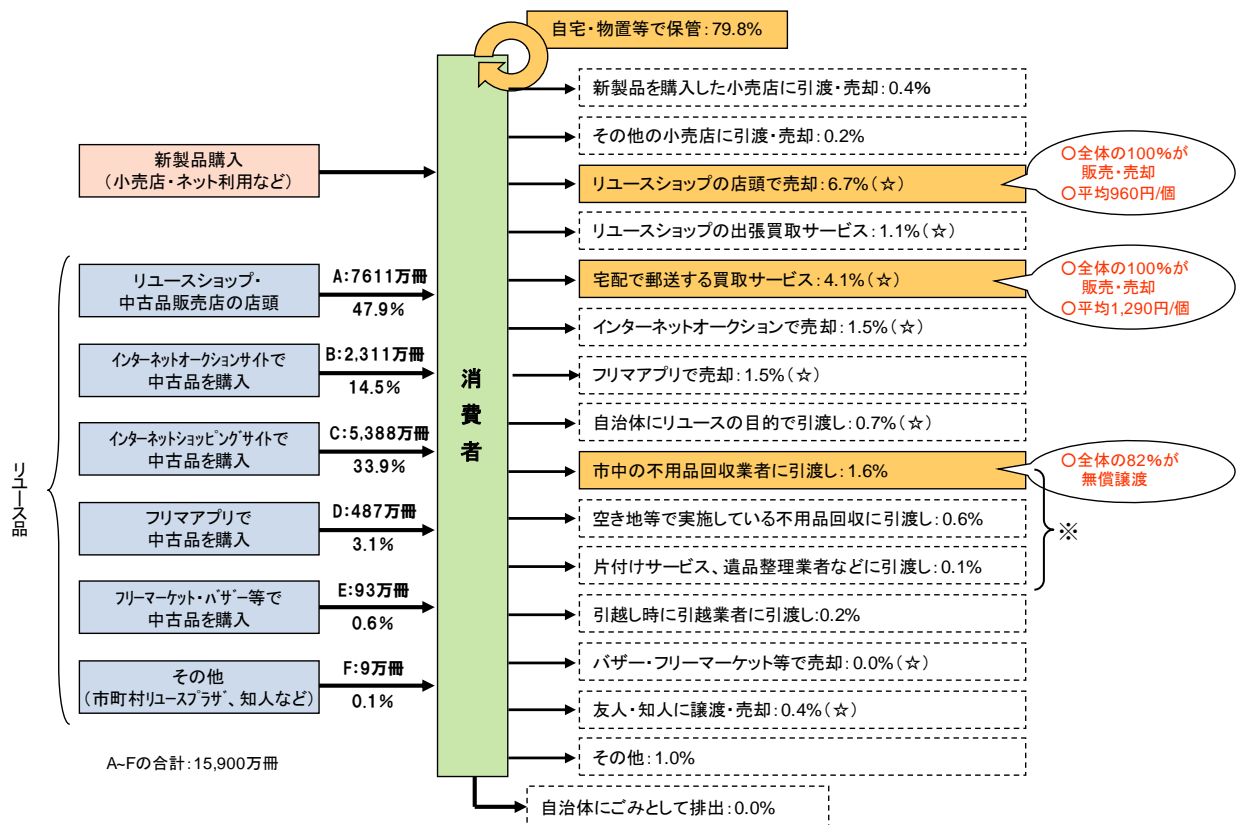 自宅・物置等で保管：79.8%
新製品を購入した小売店に引渡・売却：0.4%
その他の小売店に引渡・売却：0.2%
新製品購入
（小売店・ネット利用など）
リユースショップの店頭で売却：6.7%（☆）
○全体の100%が
販売・売却
○平均960円/個
リユースショップの出張買取サービス：1.1%（☆）
リユースショップ・
中古品販売店の店頭
A：7611万冊
47.9%
宅配で郵送する買取サービス：4.1%（☆）
○全体の100%が
販売・売却
○平均1,290円/個
インターネットオークションで売却：1.5%（☆）
インターネットオークションサイトで
中古品を購入
B：2,311万冊
14.5%
フリマアプリで売却：1.5%（☆）
消費者
自治体にリユースの目的で引渡し：0.7%（☆）
インターネットショッピングサイトで
中古品を購入
C：5,388万冊
33.9%
市中の不用品回収業者に引渡し：1.6%
○全体の82%が
無償譲渡
リユース品
フリマアプリで
中古品を購入
D：487万冊
3.1%
空き地等で実施している不用品回収に引渡し：0.6%
※
片付けサービス、遺品整理業者などに引渡し：0.1%
フリーマーケット・バザー等で
中古品を購入
E：93万冊
0.6%
引越し時に引越業者に引渡し:0.2%
バザー・フリーマーケット等で売却：0.0%（☆）
その他
（市町村リユースプラザ、知人など）
F：9万冊
0.1%
友人・知人に譲渡・売却：0.4%（☆）
その他：1.0%
A~Fの合計：15,900万冊
自治体にごみとして排出：0.0%